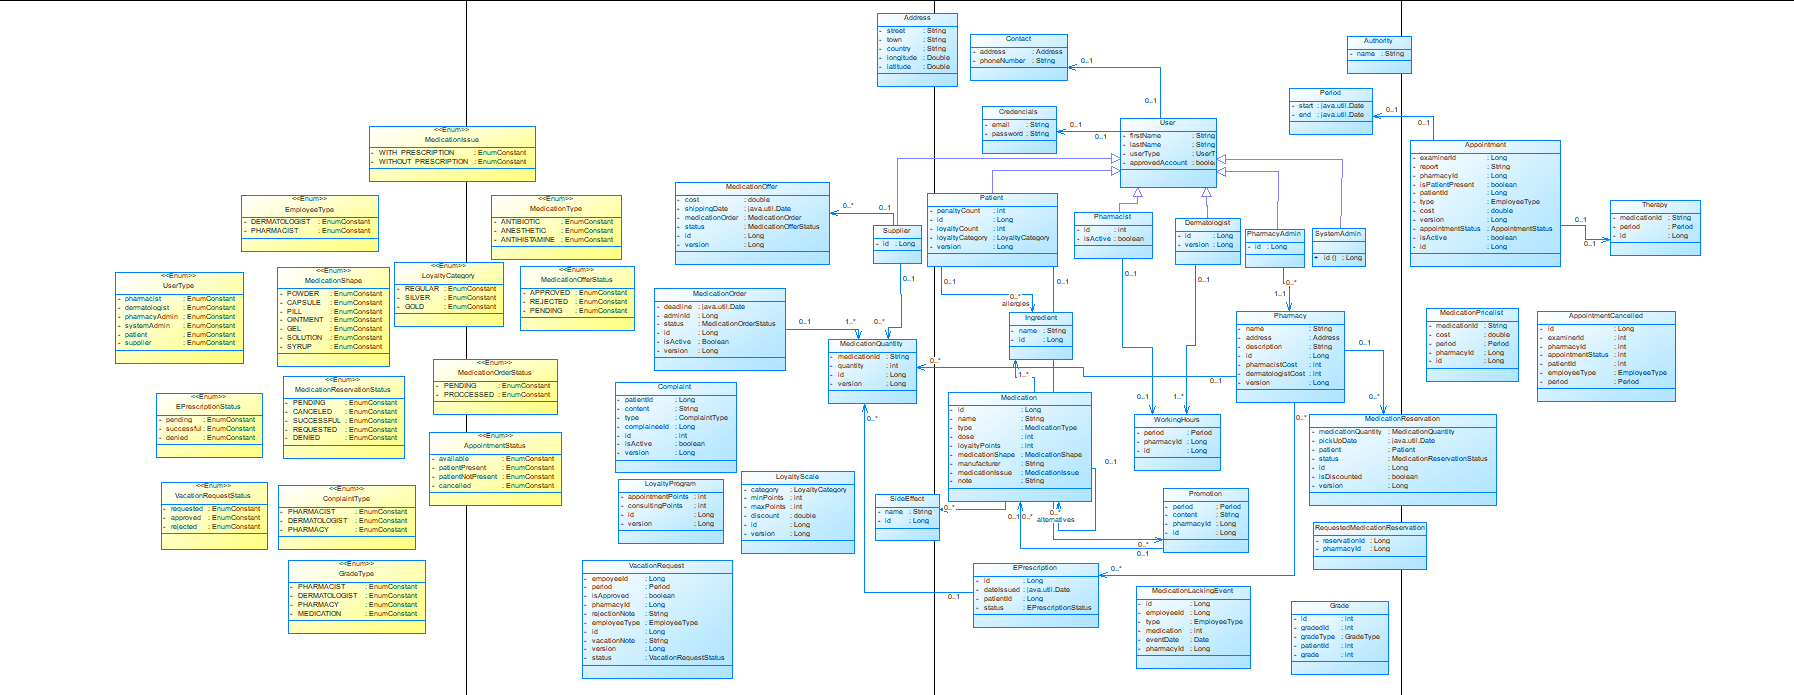 <<Enum>>
MedicationIssue
- WITH PRESCRIPTION : EnumConstant
- WITHOUT PRESCRIPTION : EnumConstant
<<Enum>>
EmployeeType
- DERMATOLOGIST : EnumConstant
- PHARMACIST : EnumConstant
<<Enum>>
MedicationType
- ANTIBIOTIC : EnumConstant
- ANESTHETIC : EnumConstant
- ANTIHISTAMINE : EnumConstant
<<Enum>>
UserType
- pharmacist : EnumConstant
- dermatologist : EnumConstant
- pharmacyAdmin : EnumConstant
- systemAdmin : EnumConstant
- patient : EnumConstant
- supplier : EnumConstant
<<Enum>>
MedicationShape
- POWDER : EnumConstant
- CAPSULE : EnumConstant
- PILL : EnumConstant
- OINTMENT : EnumConstant
- GEL : EnumConstant
- SOLUTION : EnumConstant
- SYRUP : EnumConstant
<<Enum>>
LoyaltyCategory
- REGULAR : EnumConstant
- SILVER : EnumConstant
- GOLD : EnumConstant
<<Enum>>
MedicationOfferStatus
- APPROVED : EnumConstant
- REJECTED : EnumConstant
- PENDING : EnumConstant
<<Enum>>
MedicationOrderStatus
- PENDING : EnumConstant
- PROCCESSED : EnumConstant
<<Enum>>
EPrescriptionStatus
- pending : EnumConstant
- successful : EnumConstant
- denied : EnumConstant
<<Enum>>
MedicationReservationStatus
- PENDING : EnumConstant
- CANCELED : EnumConstant
- SUCCESSFUL : EnumConstant
- REQUESTED : EnumConstant
- DENIED : EnumConstant
<<Enum>>
AppointmentStatus
- available : EnumConstant
- patientPresent : EnumConstant
- patientNotPresent : EnumConstant
- cancelled : EnumConstant
<<Enum>>
VacationRequestStatus
- requested : EnumConstant
- approved : EnumConstant
- rejected : EnumConstant
<<Enum>>
ComplaintType
- PHARMACIST : EnumConstant
- DERMATOLOGIST : EnumConstant
- PHARMACY : EnumConstant
<<Enum>>
GradeType
- PHARMACIST : EnumConstant
- DERMATOLOGIST : EnumConstant
- PHARMACY : EnumConstant
- MEDICATION : EnumConstant
Address
- street : String
- town : String
- country : String
- longitude : Double
- latitude : Double
Contact
- address : Address
- phoneNumber : String
0..1
0..1
Credencials
- email : String
- password : String
0..1
0..1
User
- firstName : String
- lastName : String
- userType : UserT
- approvedAccount : boolea
Authority
- name : String
Period
- start : java.util.Date
- end : java.util.Date
0..1
0..1
Appointment
- examinerId : Long
- report : String
- pharmacyId : Long
- isPatientPresent : boolean
- patientId : Long
- type : EmployeeType
- cost : double
- version : Long
- appointmentStatus : AppointmentStatus
- isActive : boolean
- id : Long
0..1
0..1
Therapy
- medicationId : String
- period : Period
- id : Long
MedicationOffer
- cost : double
- shippingDate : java.util.Date
- medicationOrder : MedicationOrder
- status : MedicationOfferStatus
- id : Long
- version : Long
0..*
0..1
Supplier
- id : Long
0..1
0..*
Patient
- penaltyCount : int
- id : Long
- loyaltyCount : int
- loyaltyCategory : LoyaltyCategory
- version : Long
0..1
0..1
Pharmacist
- id : int
- isActive : boolean
0..1
Dermatologist
- id : Long
- version : Long
0..1
PharmacyAdmin
- id : Long
0..*
1..1
SystemAdmin
+ id () : Long
MedicationOrder
- deadline : java.util.Date
- adminId : Long
- status : MedicationOrderStatus
- id : Long
- isActive : Boolean
- version : Long
0..1
1..*
MedicationQuantity
- medicationId : String
- quantity : int
- id : Long
- version : Long
0..*
0..*
0..*
allergies
Ingredient
- name : String
- id : Long
1..*
Pharmacy
- name : String
- address : Address
- description : String
- id : Long
- pharmacistCost : int
- dermatologistCost : int
- version : Long
0..1
0..1
0..*
0..*
MedicationPricelist
- medicationId : String
- cost : double
- period : Period
- pharmacyId : Long
- id : Long
AppointmentCancelled
- id : Long
- examinerId : int
- pharmacyId : int
- appointmentStatus : int
- patientId : int
- employeeType : EmployeeType
- period : Period
Complaint
- patientId : Long
- content : String
- type : ComplaintType
- complaineeId : Long
- id : int
- isActive : boolean
- version : Long
Medication
- id : Long
- name : String
- type : MedicationType
- dose : int
- loyaltyPoints : int
- medicationShape : MedicationShape
- manufacturer : String
- medicationIssue : MedicationIssue
- note : String
0..1
0..1
1..*
WorkingHours
- period : Period
- pharmacyId : Long
- id : Long
MedicationReservation
- medicationQuantity : MedicationQuantity
- pickUpDate : java.util.Date
- patient : Patient
- status : MedicationReservationStatus
- id : Long
- isDiscounted : boolean
- version : Long
LoyaltyProgram
- appointmentPoints : int
- consultingPoints : int
- id : Long
- version : Long
LoyaltyScale
- category : LoyaltyCategory
- minPoints : int
- maxPoints : int
- discount : double
- id : Long
- version : Long
SideEffect
- name : String
- id : Long
0..*
0..1
0..*
0..*
alternatives
0..*
0..1
Promotion
- period : Period
- content : String
- pharmacyId : Long
- id : Long
RequestedMedicationReservation
- reservationId : Long
- pharmacyId : Long
VacationRequest
- empoyeeId : Long
- period : Period
- isApproved : boolean
- pharmacyId : Long
- rejectionNote : String
- employeeType : EmployeeType
- id : Long
- vacationNote : String
- version : Long
- status : VacationRequestStatus
0..1
EPrescription
- id : Long
- dateIssued : java.util.Date
- patientId : Long
- status : EPrescriptionStatus
0..*
MedicationLackingEvent
- id : Long
- employeeId : Long
- type : EmployeeType
- medication : int
- eventDate : Date
- pharmacyId : Long
Grade
- id : int
- gradedId : int
- gradeType : GradeType
- patientId : int
- grade : int